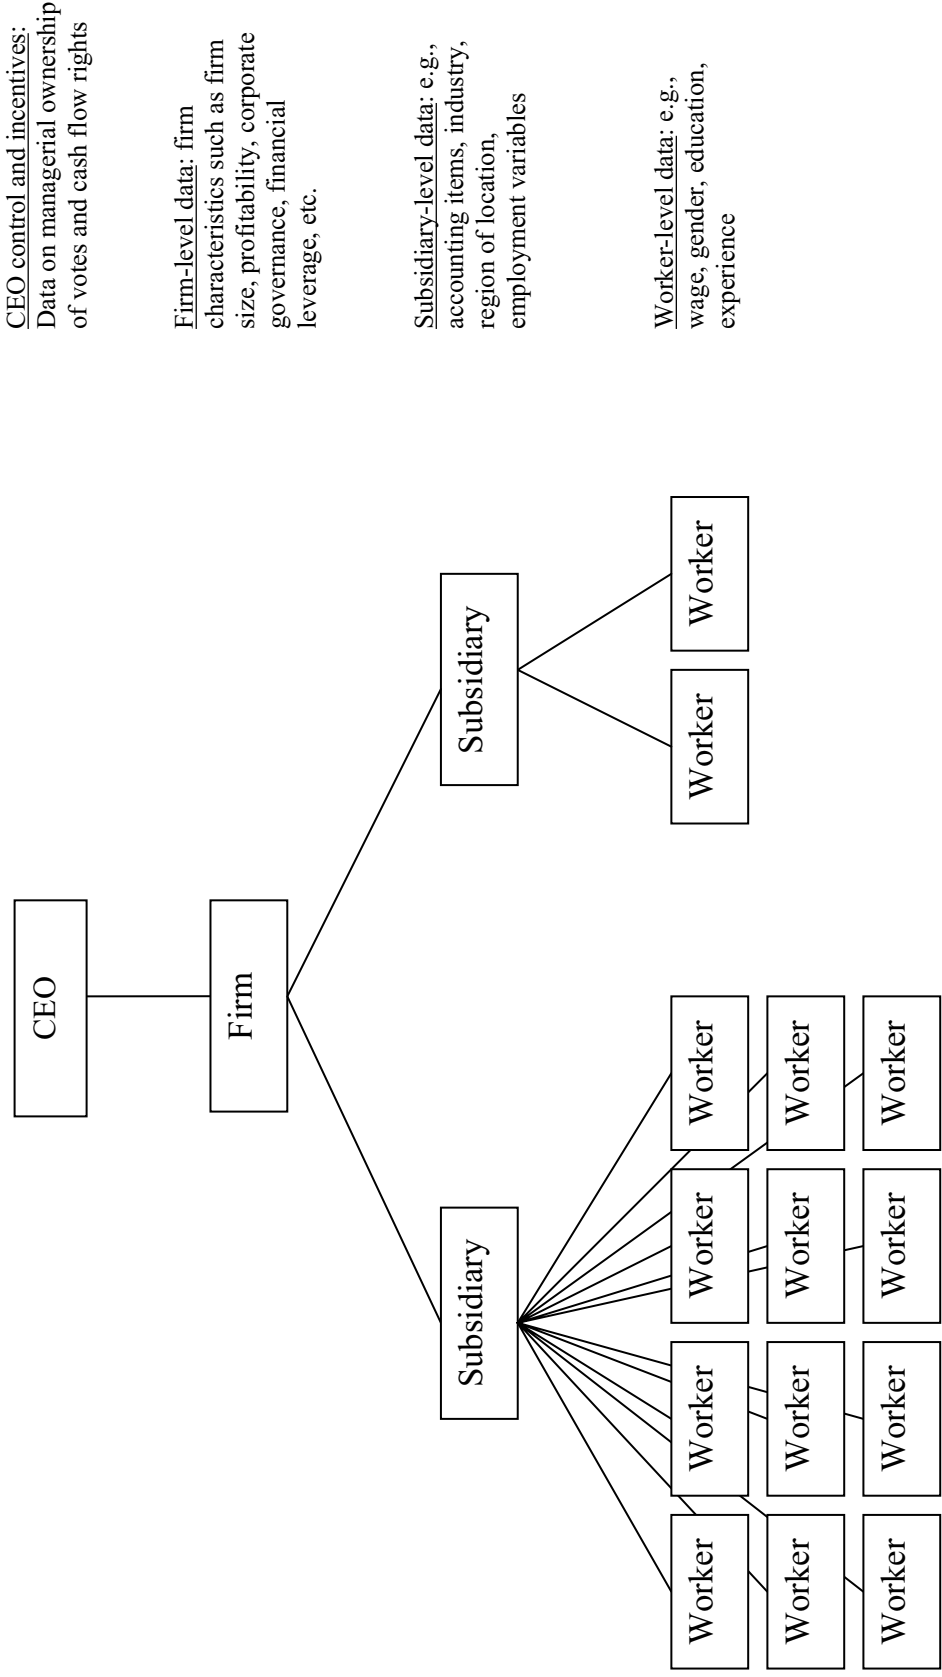 CEO
CEO control and incentives:
Data on managerial ownership
of votes and cash flow rights
Firm
Firm-level data: firm
characteristics such as firm
size, profitability, corporate
governance, financial
leverage, etc.
Subsidiary
Subsidiary
Subsidiary-level data: e.g.,
accounting items, industry,
region of location,
employment variables
Worker
Worker
Worker
Worker
Worker
Worker
Worker-level data: e.g.,
wage, gender, education,
experience
Worker
Worker
Worker
Worker
Worker
Worker
Worker
Worker